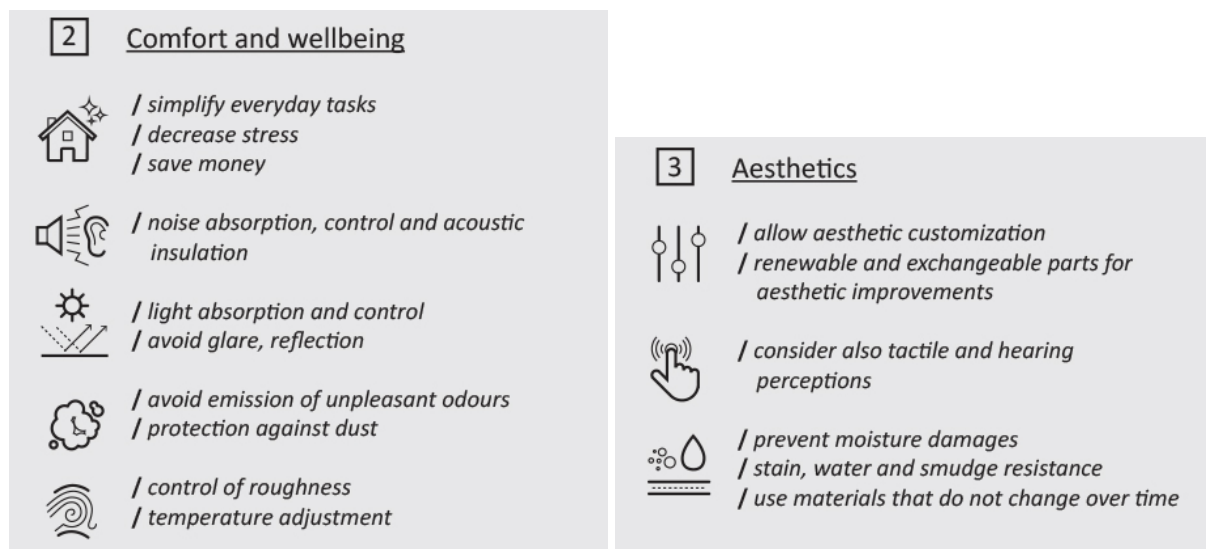 2
Comfort and wellbeing
/ simplify everyday tasks
/ decrease stress
/ save money
/ noise absorption, control and acoustic
insulation
/ light absorption and control
/ avoid glare, reflection
/ avoid emission of unpleasant odours
/ protection against dust
/ control of roughness
/ temperature adjustment
3
Aesthetics
/ allow aesthetic customization
/ renewable and exchangeable parts for
aesthetic improvements
/ consider also tactile and hearing
perceptions
/ prevent moisture damages
/ stain, water and smudge resistance
/ use materials that do not change over time